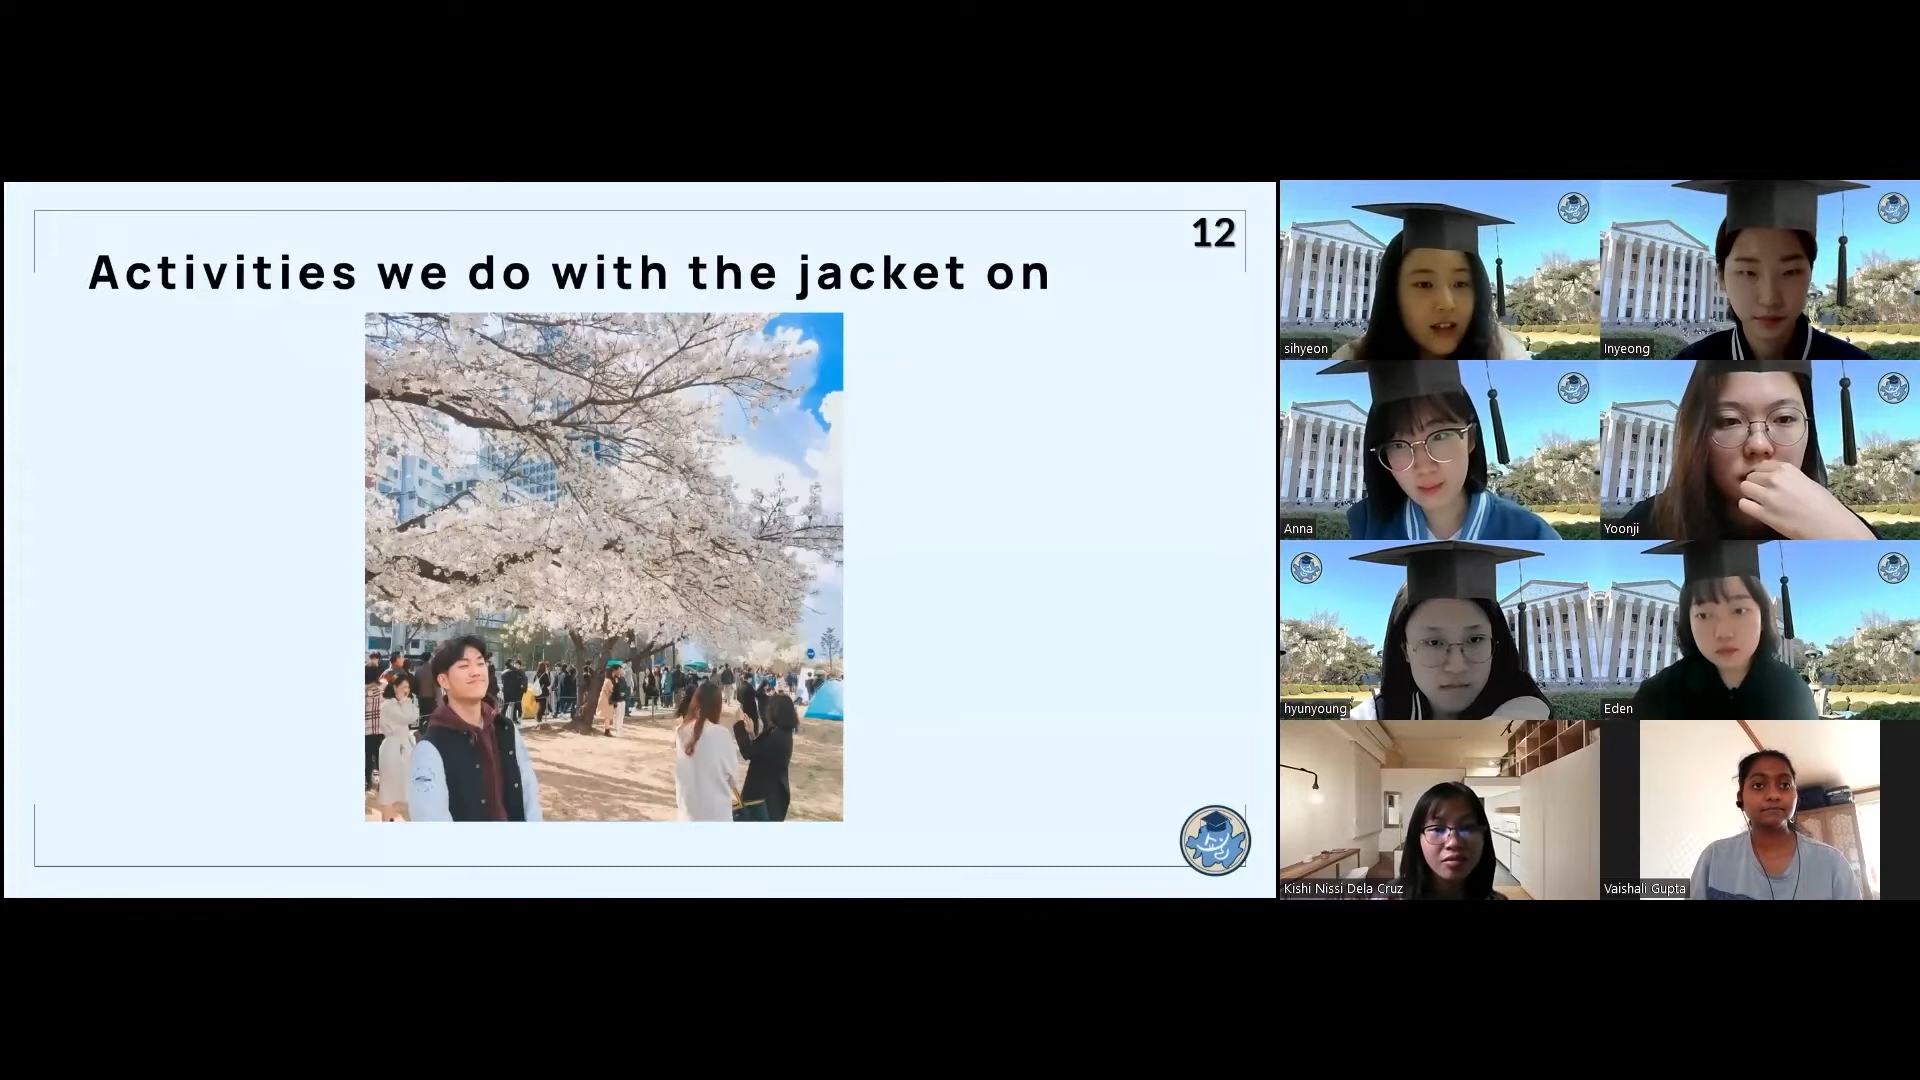 12
Activities we do with the jacket on
sihyeon
Inyeong
Anna
Yoonji
hyunyoung
Eden
Kishi Nissi Dela Cruz
Vaishali Gupta